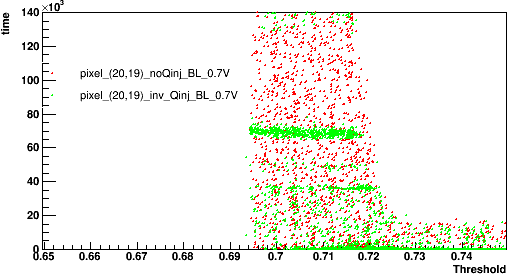 ×10³
time
140
120
100
80
60
40
20
0
pixel_(20,19)_noQinj_BL_0.7V
pixel_(20,19)_inv_Qinj_BL_0.7V
0.65 0.66 0.67 0.68 0.69 0.7 0.71 0.72 0.73 0.74
Threshold